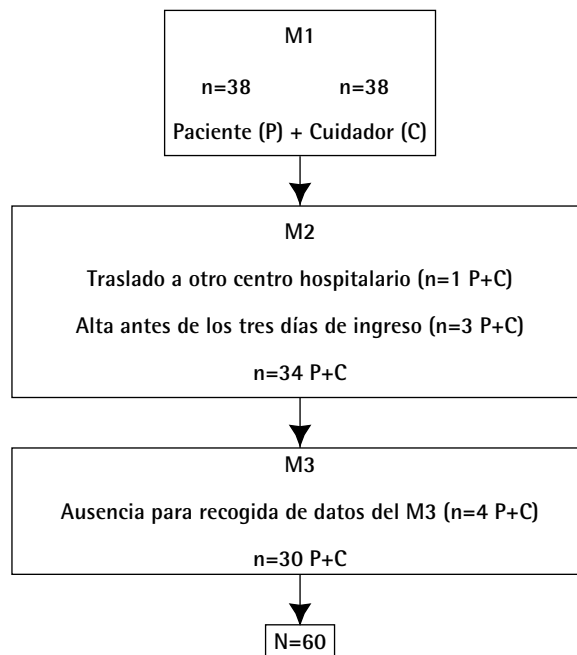 M1
n=38 n=38
Paciente (P) + Cuidador (C)
M2
Traslado a otro centro hospitalario (n=1 P+C)
Alta antes de los tres días de ingreso (n=3 P+C)
n=34 P+C
M3
Ausencia para recogida de datos del M3 (n=4 P+C)
n=30 P+C
N=60